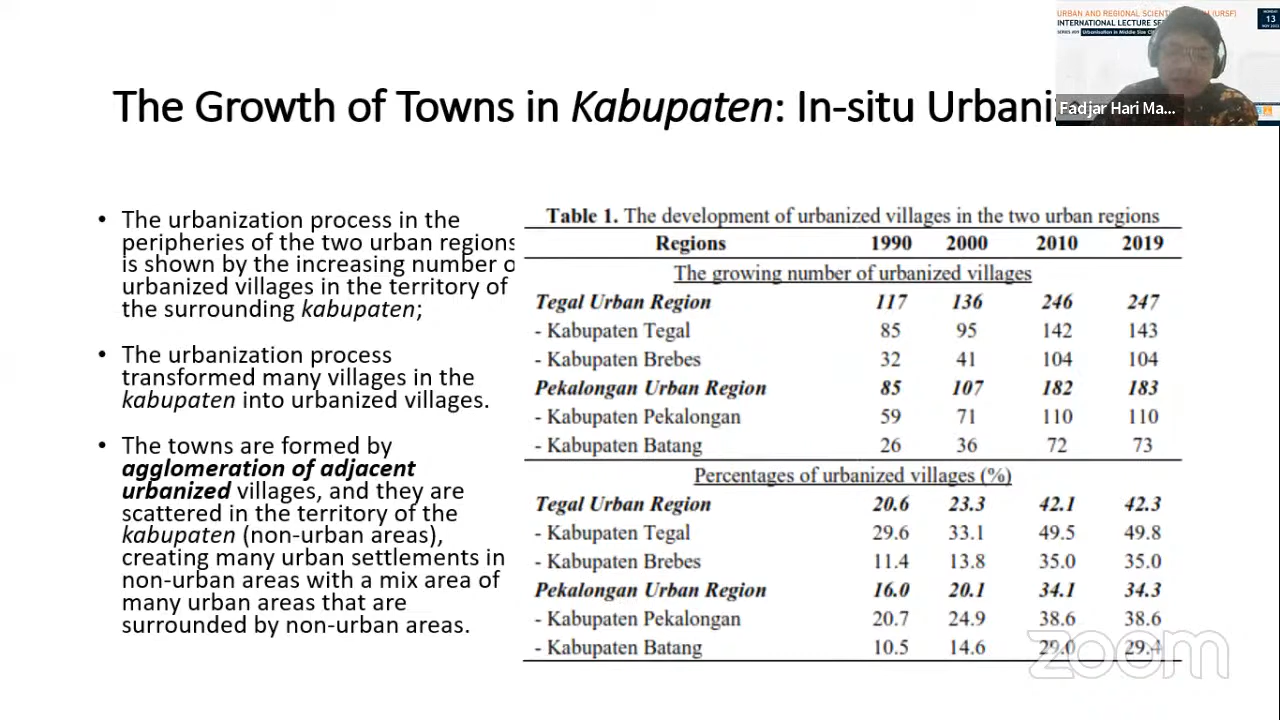 URBAN AND REGIONAL SCIENTI
(URSF)
INTERNATIONAL LECTURE SE
13
Fadjar Hari Ma...
The Growth of Towns in Kabupaten: In-situ Urbani
• The urbanization process in the
peripheries of the two urban regions
is shown by the increasing number o
urbanized villages in the territory of
the surrounding kabupaten;
• The urbanization process
transformed many villages in the
kabupaten into urbanized villages.
• The towns are formed by
agglomeration of adjacent
urbanized villages, and they are
scattered in the territory of the
kabupaten (non-urban areas),
creating many urban settlements in
non-urban areas with a mix area of
many urban areas that are
surrounded by non-urban areas.
Table 1. The development of urbanized villages in the two urban regions
Regions 1990 2000 2010 2019
The growing number of urbanized villages
Tegal Urban Region 117 136 246 247
- Kabupaten Tegal 85 95 142 143
- Kabupaten Brebes 32 41 104 104
Pekalongan Urban Region 85 107 182 183
- Kabupaten Pekalongan 59 71 110 110
- Kabupaten Batang 26 36 72 73
Percentages of urbanized villages (%)
Tegal Urban Region 20.6 23.3 42.1 42.3
- Kabupaten Tegal 29.6 33.1 49.5 49.8
- Kabupaten Brebes 11.4 13.8 35.0 35.0
Pekalongan Urban Region 16.0 20.1 34.1 34.3
- Kabupaten Pekalongan 20.7 24.9 38.6 38.6
- Kabupaten Batang 10.5 14.6 29.0 29.4
zoom